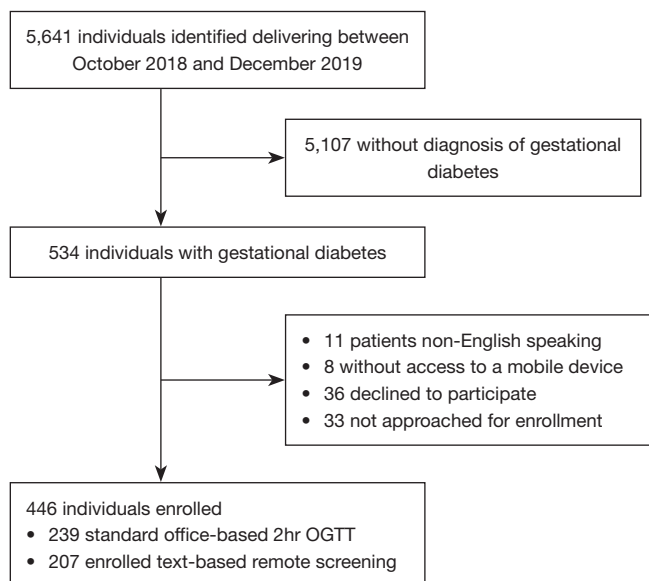 5,641 individuals identified delivering between
October 2018 and December 2019
5,107 without diagnosis of gestational
diabetes
534 individuals with gestational diabetes
• 11 patients non-English speaking
• 8 without access to a mobile device
• 36 declined to participate
• 33 not approached for enrollment
446 individuals enrolled
• 239 standard office-based 2hr OGTT
• 207 enrolled text-based remote screening